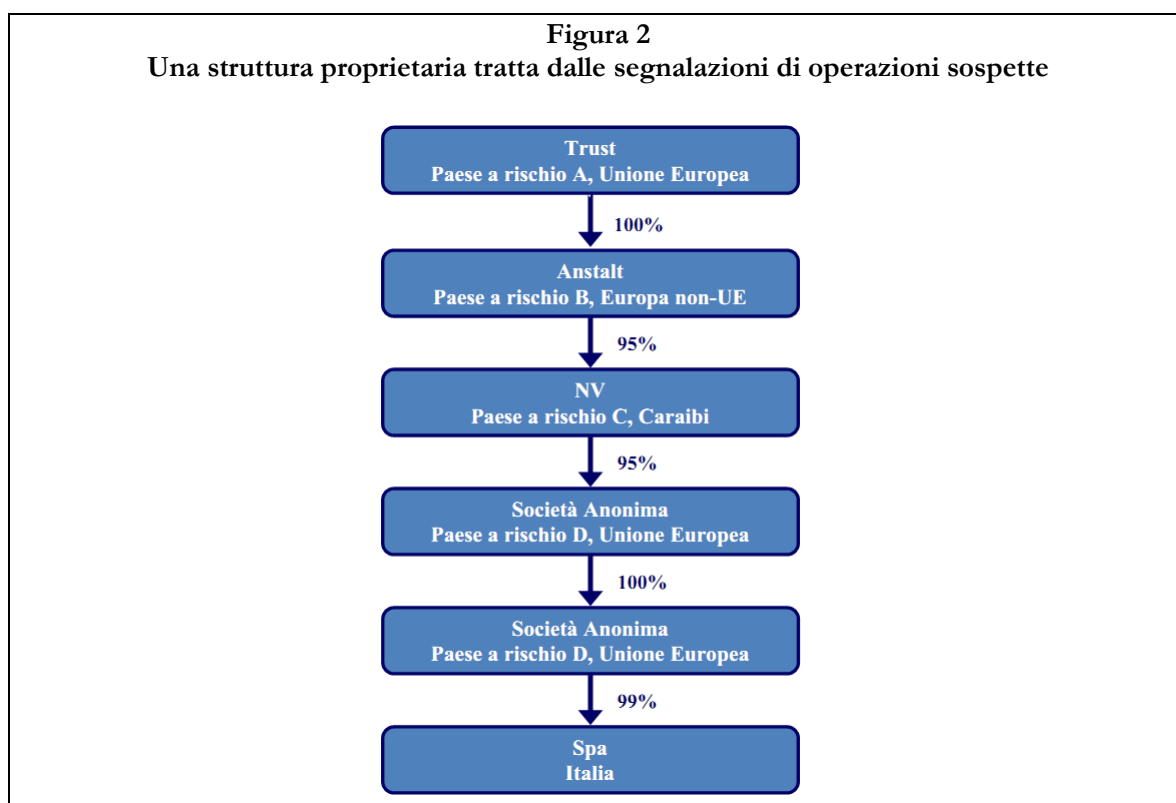 Figura 2
Una struttura proprietaria tratta dalle segnalazioni di operazioni sospette
Trust
Paese a rischio A, Unione Europea
100%
Anstalt
Paese a rischio B, Europa non-UE
95%
NV
Paese a rischio C, Caraibi
95%
Società Anonima
Paese a rischio D, Unione Europea
100%
Società Anonima
Paese a rischio D, Unione Europea
99%
Spa
Italia